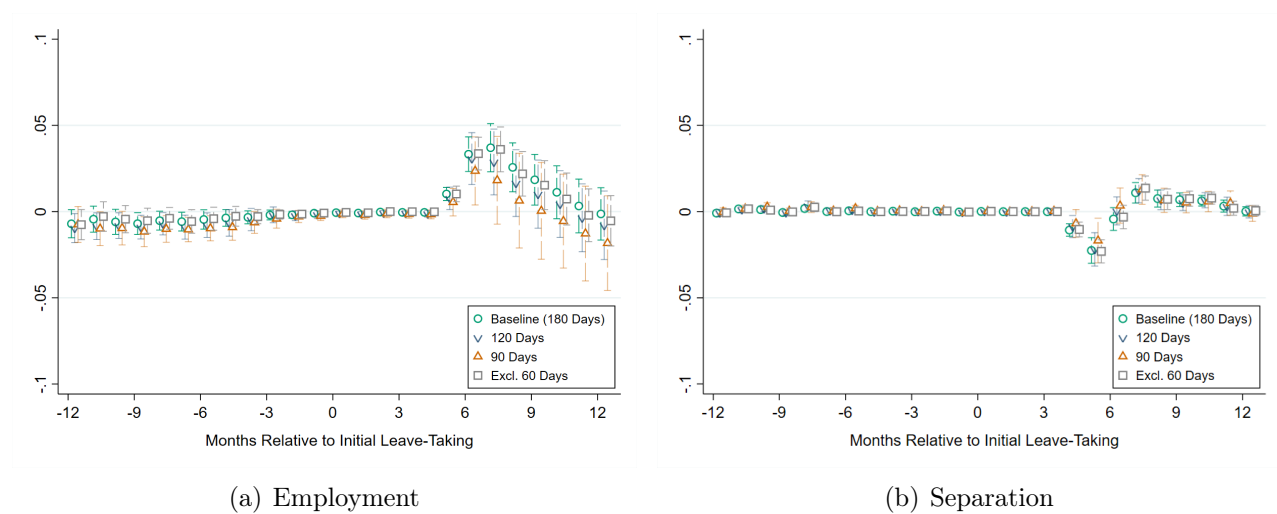 .1
.05
0
-.05
-.1
-12 -9 -6 -3 0 3 6 9 12
Months Relative to Initial Leave-Taking
Baseline (180 Days)
120 Days
90 Days
Excl. 60 Days
(a) Employment
.1
.05
0
-.05
-.1
-12 -9 -6 -3 0 3 6 9 12
Months Relative to Initial Leave-Taking
Baseline (180 Days)
120 Days
90 Days
Excl. 60 Days
(b) Separation